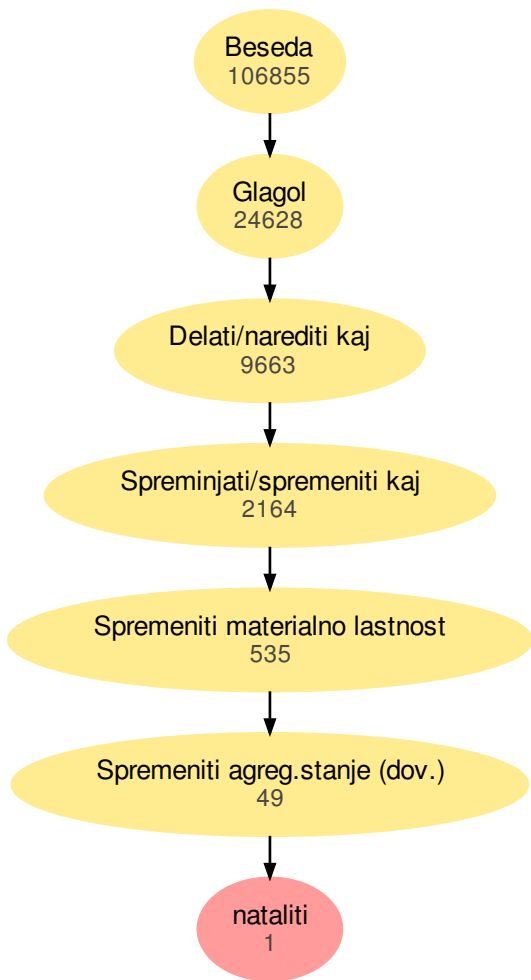 Beseda
106855
Glagol
24628
Delati/narediti kaj
9663
Spreminjati/spremeniti kaj
2164
Spremeniti materialno lastnost
535
Spremeniti agreg.stanje (dov.)
49
nataliti
1